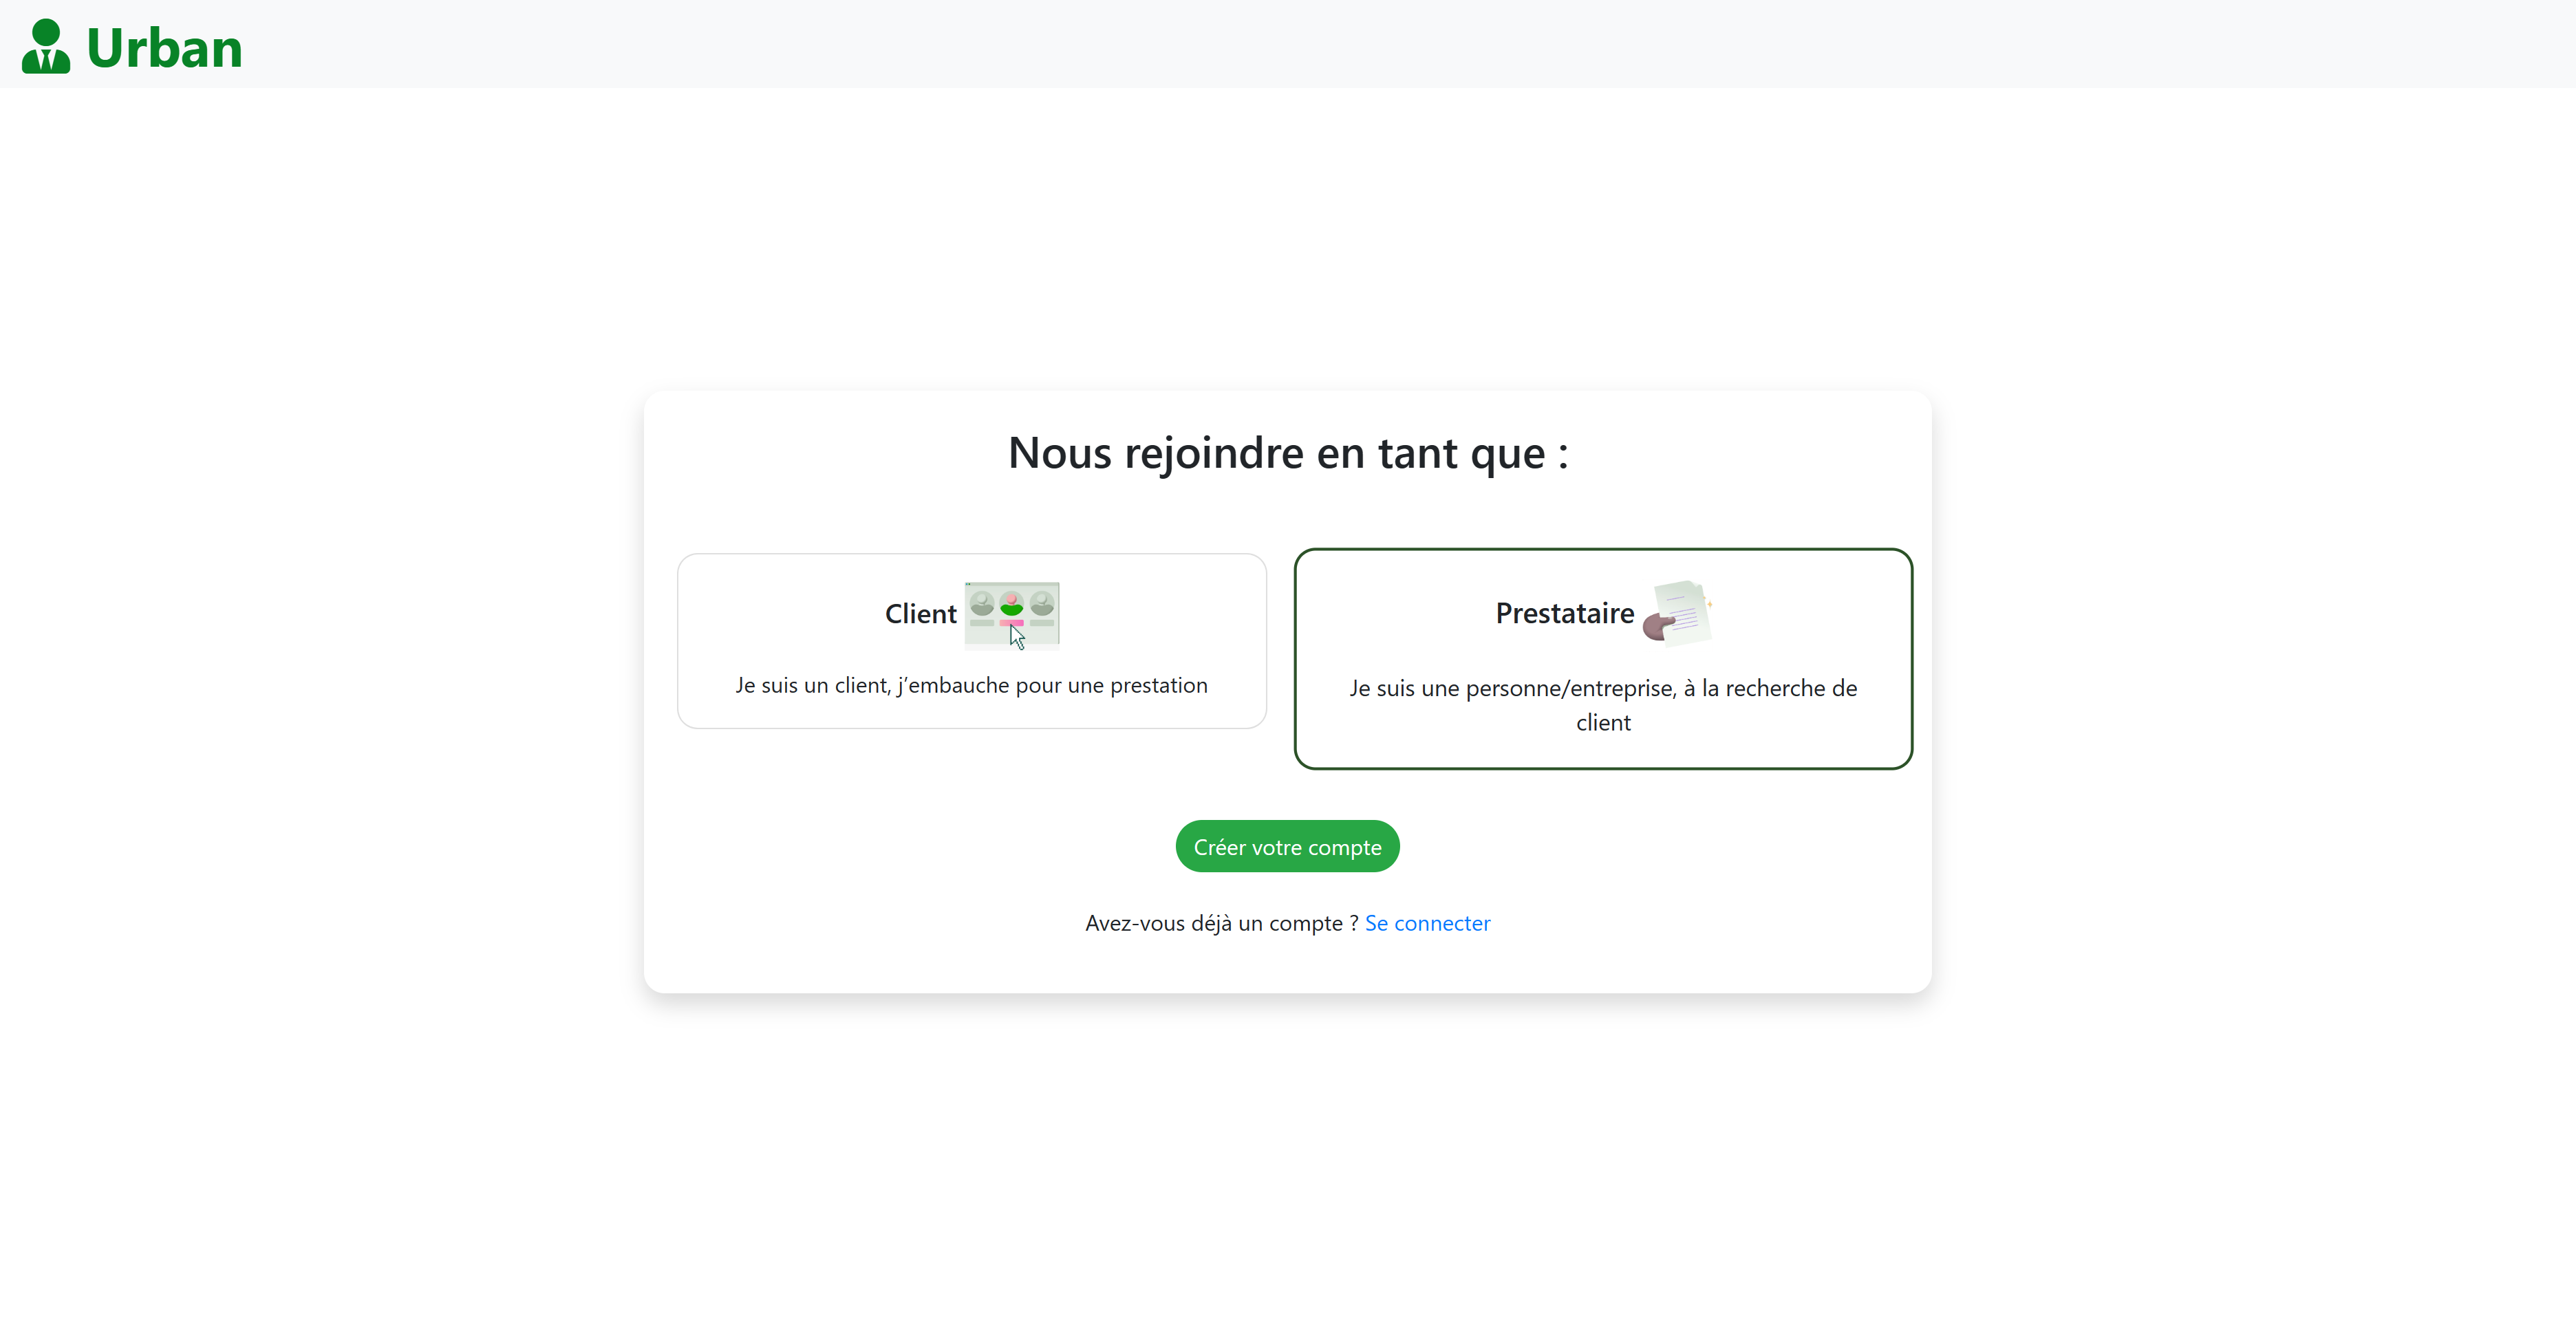 Urban
Nous rejoindre en tant que :
Client
Je suis un client, j'embauche pour une prestation
Prestataire
Je suis une personne/entreprise, à la recherche de
client
Créer votre compte
Avez-vous déjà un compte ? Se connecter